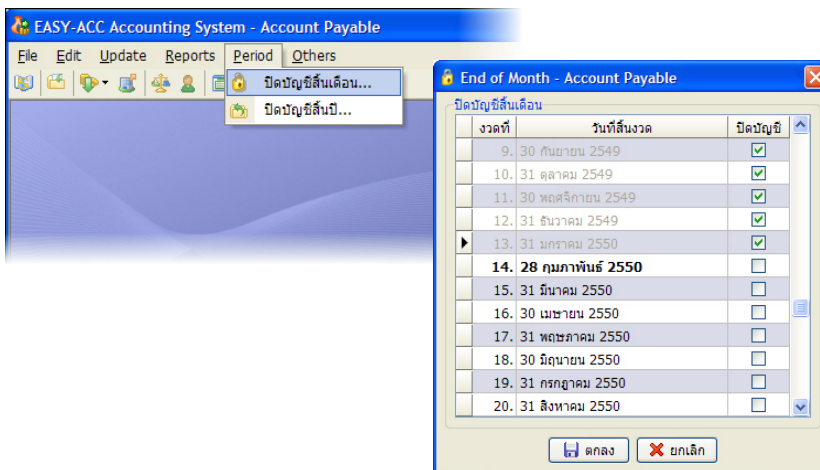 EASY-ACC Accounting System - Account Payable
File Edit Update Reports Period Others
ปิดบัญชีสิ้นเดือน...
ปิดบัญชีสิ้นปี...
End of Month - Account Payable
ปิดบัญชีสิ้นเดือน
งวดที่ วันที่สิ้นงวด ปิดบัญชี
9. 30 กันยายน 2549
10. 31 ตุลาคม 2549
11. 30 พฤศจิกายน 2549
12. 31 ธันวาคม 2549
13. 31 มกราคม 2550
14. 28 กุมภาพันธ์ 2550
15. 31 มีนาคม 2550
16. 30 เมษายน 2550
17. 31 พฤษภาคม 2550
18. 30 มิถุนายน 2550
19. 31 กรกฎาคม 2550
20. 31 สิงหาคม 2550
ตกลง ยกเลิก